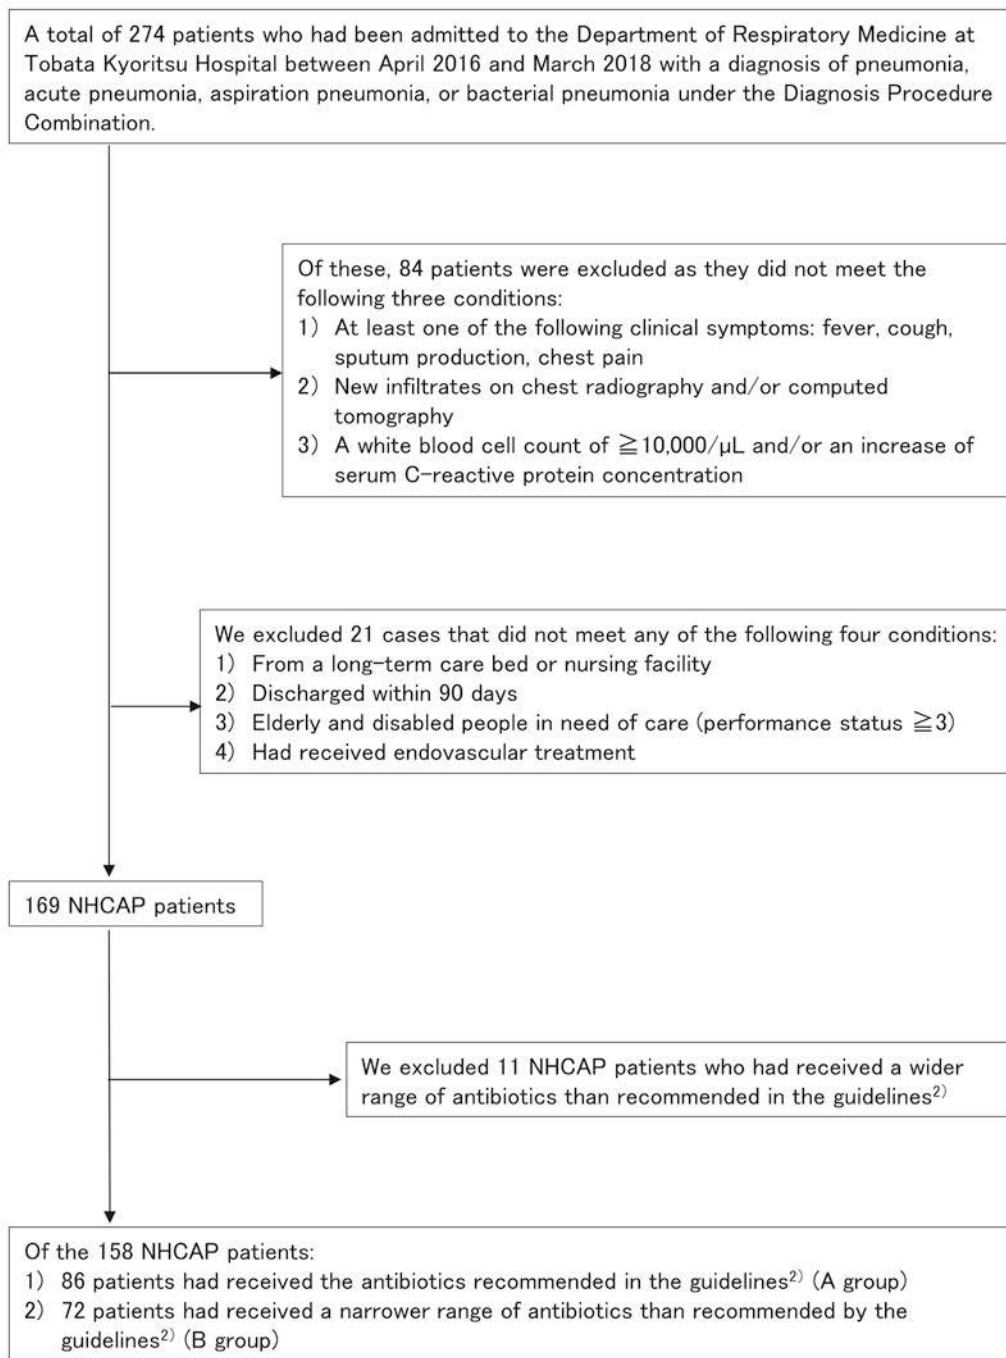 A total of 274 patients who had been admitted to the Department of Respiratory Medicine at
Tobata Kyoritsu Hospital between April 2016 and March 2018 with a diagnosis of pneumonia,
acute pneumonia, aspiration pneumonia, or bacterial pneumonia under the Diagnosis Procedure
Combination.
Of these, 84 patients were excluded as they did not meet the
following three conditions:
1) At least one of the following clinical symptoms: fever, cough,
sputum production, chest pain
2) New infiltrates on chest radiography and/or computed
tomography
3) A white blood cell count of ≧10,000/μL and/or an increase of
serum C-reactive protein concentration
We excluded 21 cases that did not meet any of the following four conditions:
1) From a long-term care bed or nursing facility
2) Discharged within 90 days
3) Elderly and disabled people in need of care (performance status ≧3)
4) Had received endovascular treatment
169 NHCAP patients
We excluded 11 NHCAP patients who had received a wider
range of antibiotics than recommended in the guidelines²⁾
Of the 158 NHCAP patients:
1) 86 patients had received the antibiotics recommended in the guidelines²⁾ (A group)
2) 72 patients had received a narrower range of antibiotics than recommended by the
guidelines²⁾ (B group)